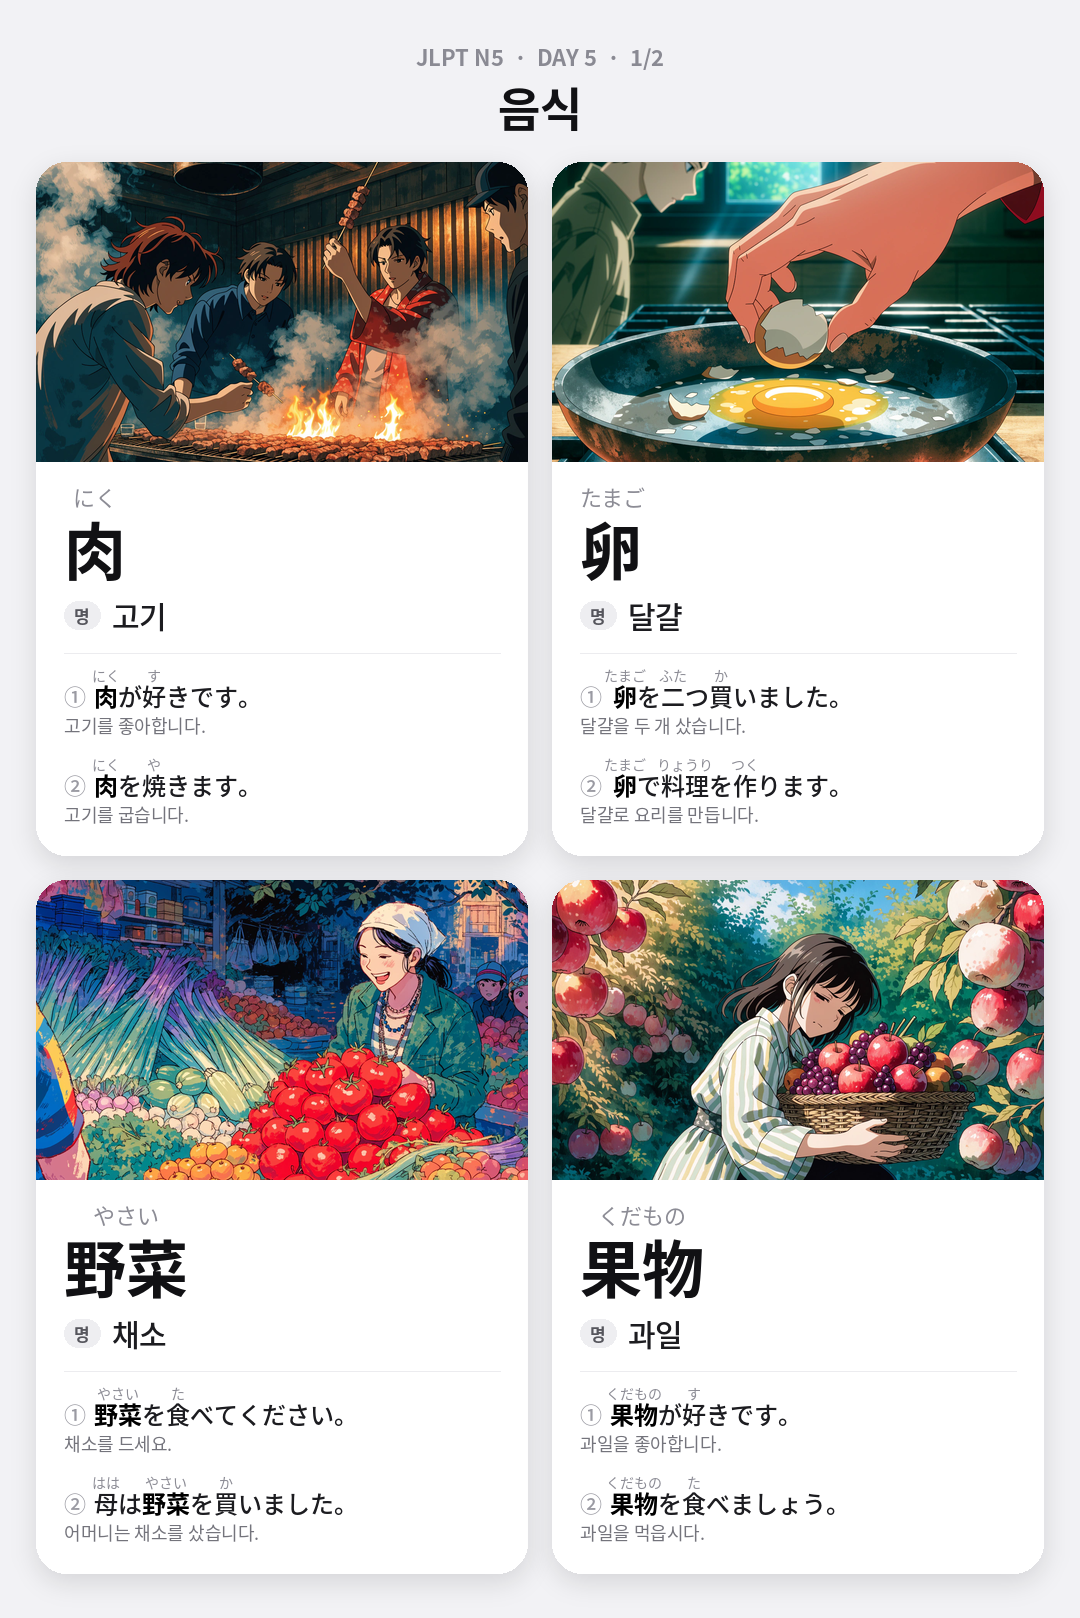 JLPT N5 · DAY 5 · 1/2
음식
にく
肉
명 고기
にく す
① 肉が好きです。
고기를 좋아합니다.
にく や
② 肉を焼きます。
고기를 굽습니다.
たまご
卵
명 달걀
たまご ふた か
① 卵を二つ買いました。
달걀을 두 개 샀습니다.
たまご りょうり つく
② 卵で料理を作ります。
달걀로 요리를 만듭니다.
やさい
野菜
명 채소
やさい た
① 野菜を食べてください。
채소를 드세요.
はは やさい か
② 母は野菜を買いました。
어머니는 채소를 샀습니다.
くだもの
果物
명 과일
くだもの す
① 果物が好きです。
과일을 좋아합니다.
くだもの た
② 果物を食べましょう。
과일을 먹읍시다.